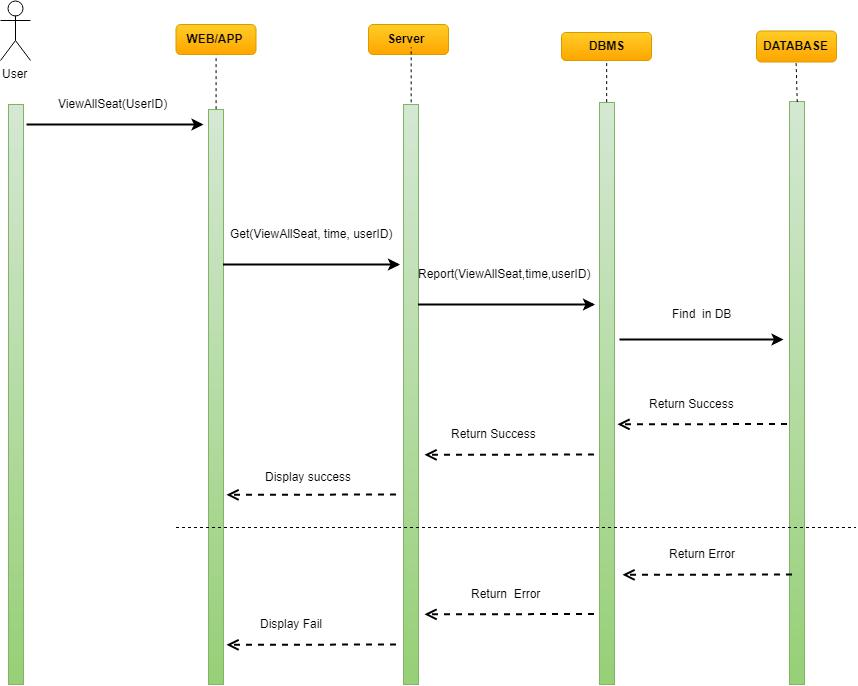 WEB/APP
Server
DBMS
DATABASE
User
ViewAllSeat(UserID)
Get(ViewAllSeat, time, userID)
Report(ViewAllSeat,time,userID)
Find  in DB
Return Success
Return Success
Display success
Return Error
Return  Error
Display Fail